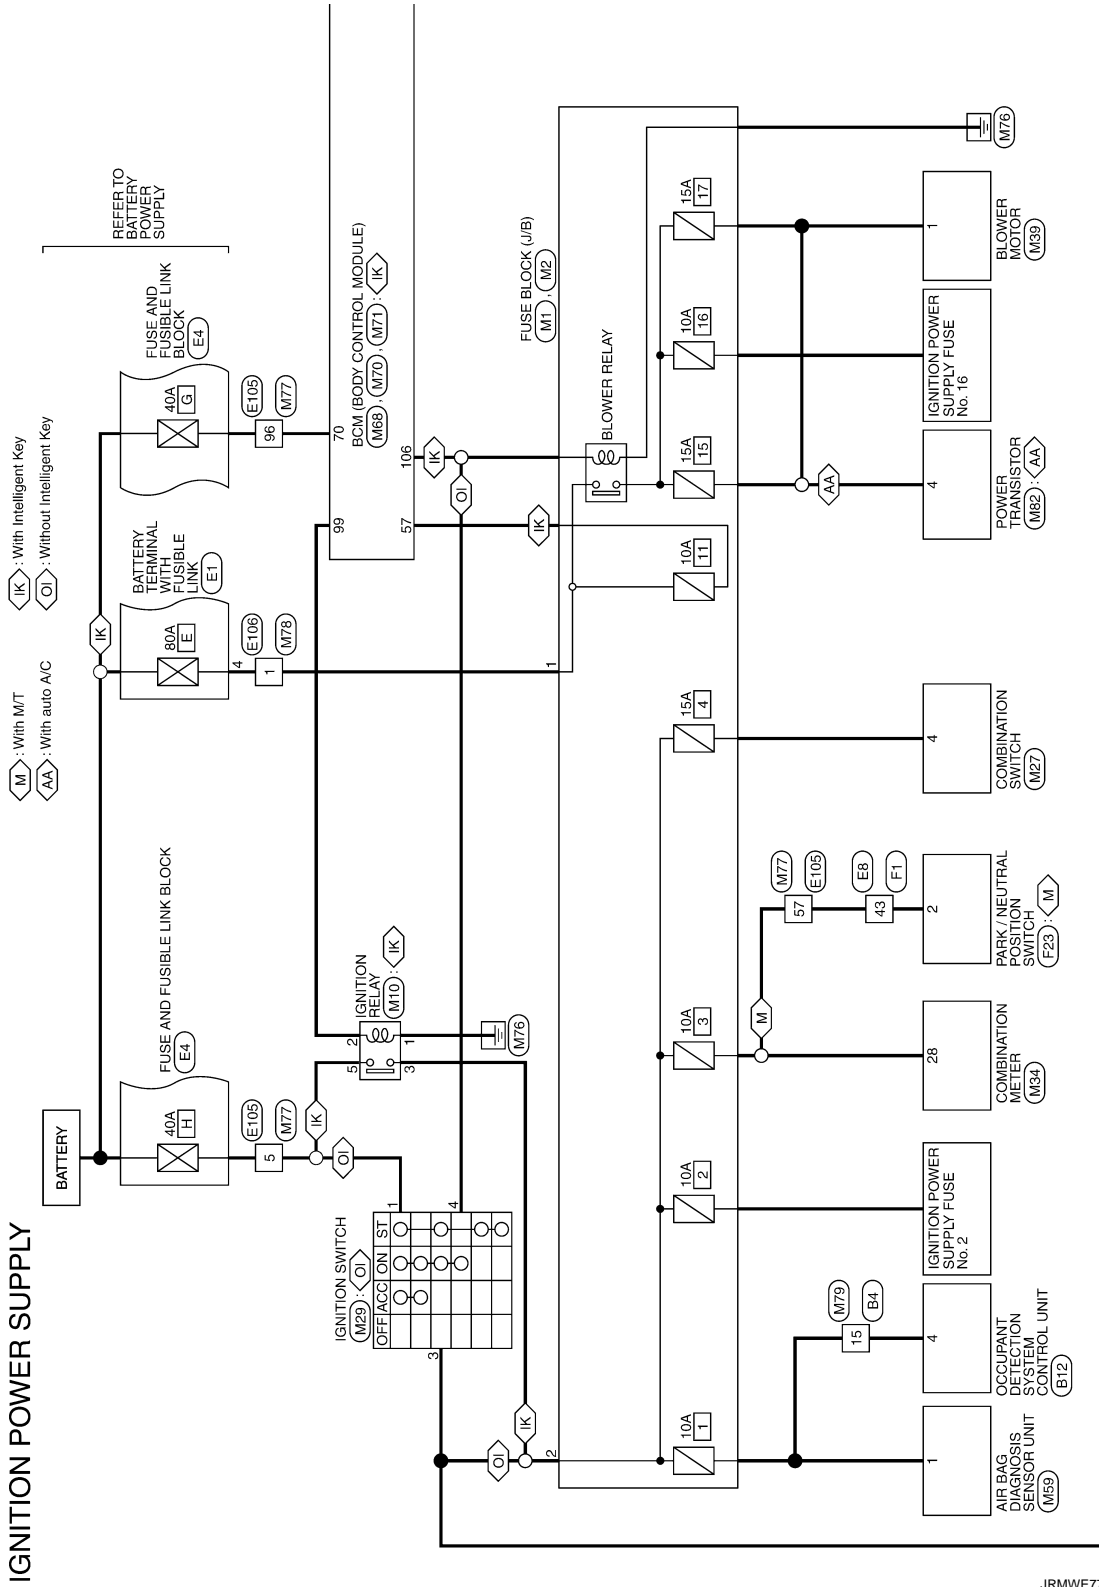 IGNITION POWER SUPPLY
M : With M/T
AA : With auto A/C
IK : With Intelligent Key
OI : Without Intelligent Key
BATTERY
REFER TO
BATTERY
POWER
SUPPLY
FUSE AND FUSIBLE LINK BLOCK
E4
40A
H
E105
5
M77
IK
OI
BATTERY
TERMINAL
WITH
FUSIBLE
LINK
E1
IK
80A
E
4
E106
1
M78
FUSE AND
FUSIBLE LINK
BLOCK
E4
40A
G
E105
96
M77
IGNITION SWITCH
M29 : OI
OFF
ACC
ON
ST
1
4
3
IGNITION
RELAY
M10 : IK
2
5
1
3
M76
BCM (BODY CONTROL MODULE)
M68 , M70 , M71 : IK
99
70
57
106
IK
OI
IK
OI
IK
FUSE BLOCK (J/B)
M1 , M2
2
1
BLOWER RELAY
10A
1
10A
2
10A
3
15A
4
10A
11
15A
15
10A
16
15A
17
M79
15
B4
M
M77
57
E105
E8
43
F1
AA
M76
1
AIR BAG
DIAGNOSIS
SENSOR UNIT
M59
4
OCCUPANT
DETECTION
SYSTEM
CONTROL UNIT
B12
IGNITION POWER
SUPPLY FUSE
No. 2
28
COMBINATION
METER
M34
2
PARK / NEUTRAL
POSITION
SWITCH
F23 : M
4
COMBINATION
SWITCH
M27
4
POWER
TRANSISTOR
M82 : AA
IGNITION POWER
SUPPLY FUSE
No. 16
1
BLOWER
MOTOR
M39